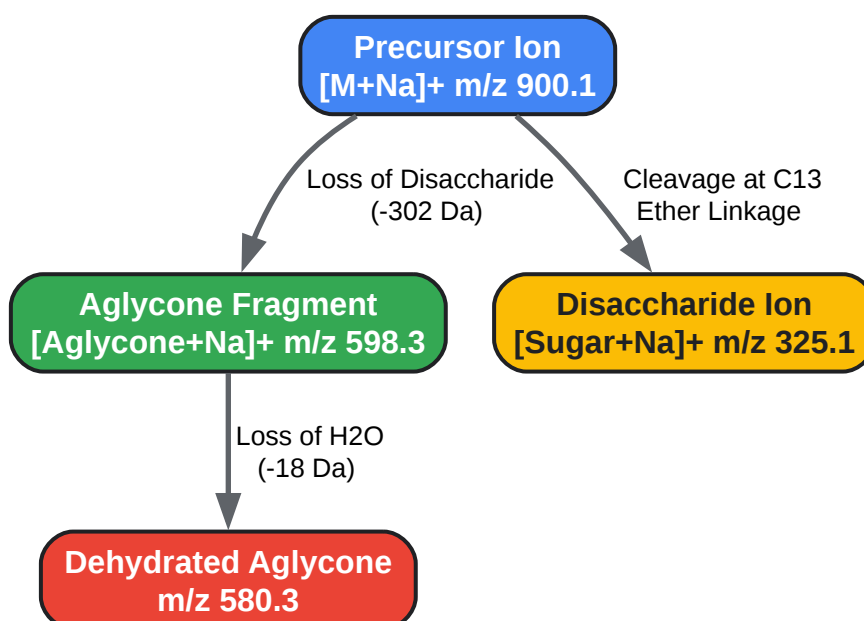 Precursor Ion
[M+Na]+ m/z 900.1
Loss of Disaccharide
(-302 Da)
Cleavage at C13
Ether Linkage
Aglycone Fragment
[Aglycone+Na]+ m/z 598.3
Disaccharide Ion
[Sugar+Na]+ m/z 325.1
Loss of H2O
(-18 Da)
Dehydrated Aglycone
m/z 580.3